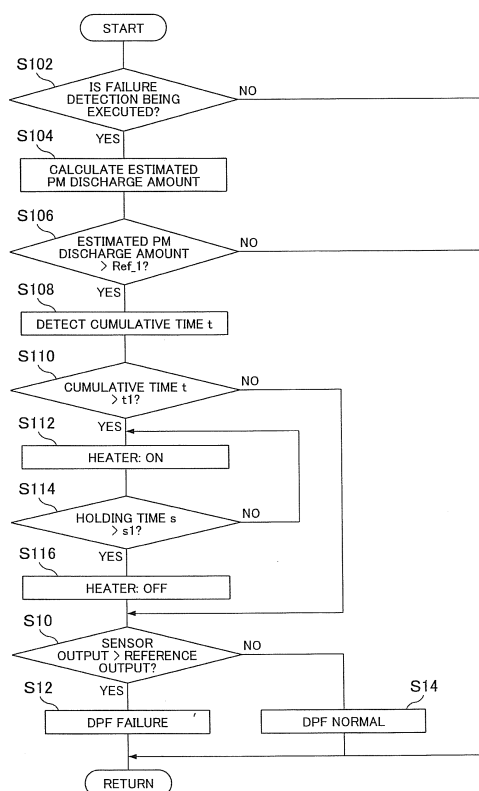 START
S102
IS FAILURE
DETECTION BEING
EXECUTED?
NO
YES
S104
CALCULATE ESTIMATED
PM DISCHARGE AMOUNT
S106
ESTIMATED PM
DISCHARGE AMOUNT
> Ref_1?
NO
YES
S108
DETECT CUMULATIVE TIME t
S110
CUMULATIVE TIME t
> t1?
NO
YES
S112
HEATER: ON
S114
HOLDING TIME s
> s1?
NO
YES
S116
HEATER: OFF
S10
SENSOR
OUTPUT > REFERENCE
OUTPUT?
NO
YES
S12
DPF FAILURE
S14
DPF NORMAL
RETURN